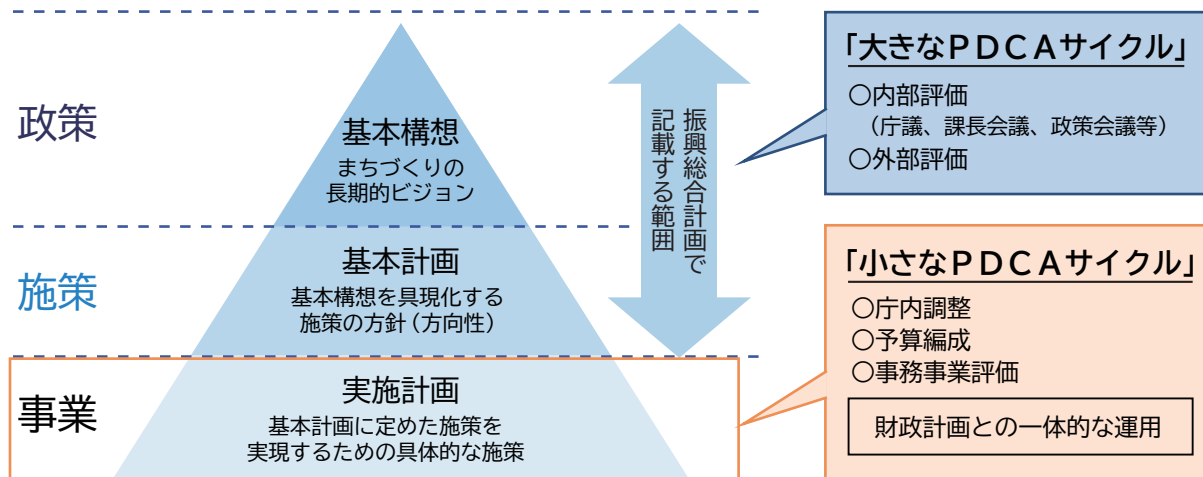 政策
基本構想
まちづくりの
長期的ビジョン
施策
基本計画
基本構想を具現化する
施策の方針(方向性)
事業
実施計画
基本計画に定めた施策を
実現するための具体的な施策
振興総合計画で
記載する範囲
「大きなPDCAサイクル」
○内部評価
(庁議、課長会議、政策会議等)
○外部評価
「小さなPDCAサイクル」
○庁内調整
○予算編成
○事務事業評価
財政計画との一体的な運用